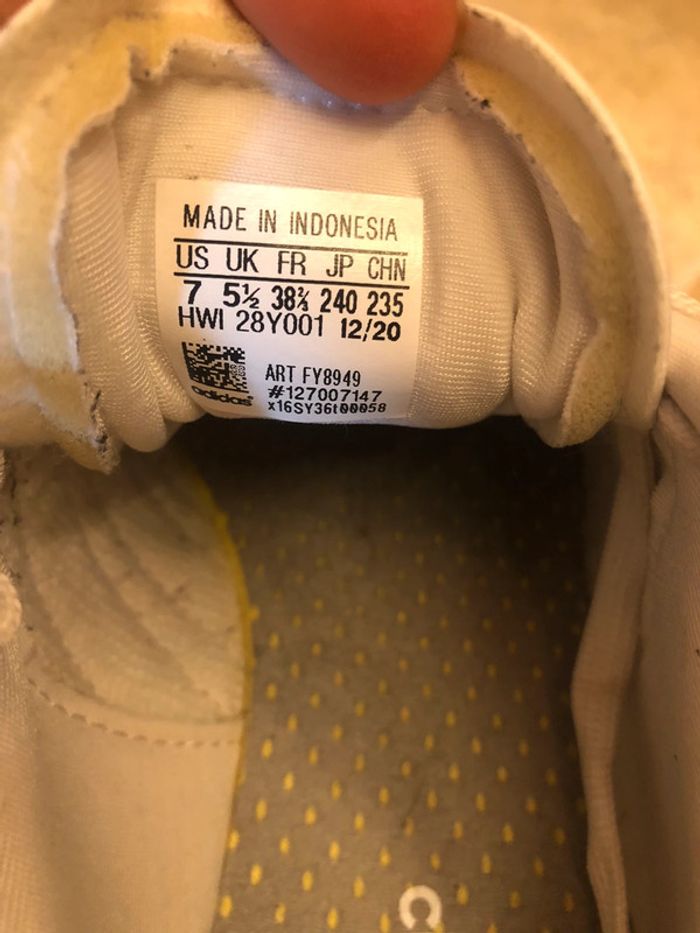 MADE IN INDONESIA
US UK FR JP CHN
7 5½ 38⅔ 240 235
HWI 28Y001 12/20
ART FY8949
adidas #127007147
x16SY36t00058
C